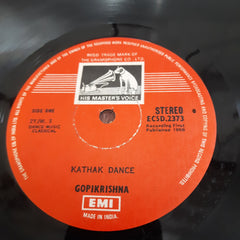 REGD. TRADE MARK OF
THE GRAMOPHONE CO. LTD.
HIS MASTER'S VOICE
SIDE ONE
STEREO
ECSD.2373
Recording First
Published 1968
DANCE MUSIC
CLASSICAL
KATHAK DANCE
GOPIKRISHNA
EMI
MADE IN INDIA.